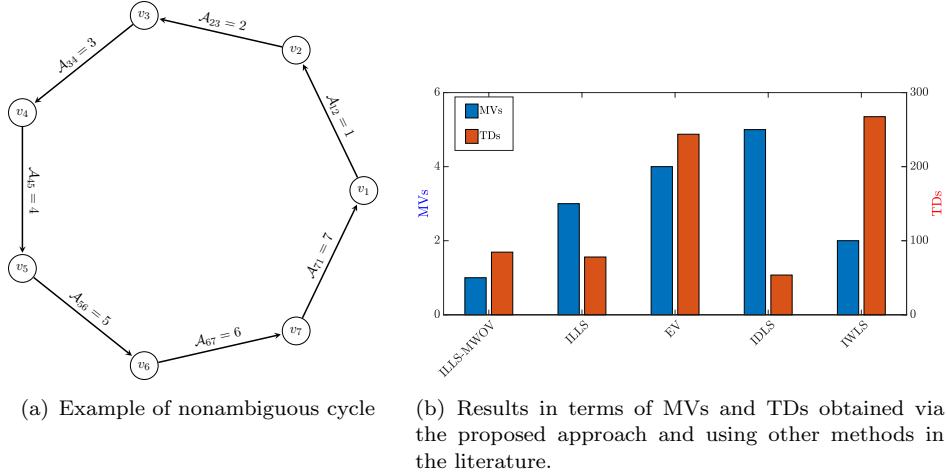 v₃
𝒜₂₃ = 2
v₂
𝒜₃₄ = 3
v₄
𝒜₁₂ = 1
𝒜₄₅ = 4
v₁
v₅
𝒜₇₁ = 7
𝒜₅₆ = 5
𝒜₆₇ = 6
v₇
v₆
(a) Example of nonambiguous cycle
6
4
2
0
MVs
MVs
TDs
300
200
100
0
TDs
ILLS-MWOV
ILLS
EV
IDLS
IWLS
(b) Results in terms of MVs and TDs obtained via
the proposed approach and using other methods in
the literature.